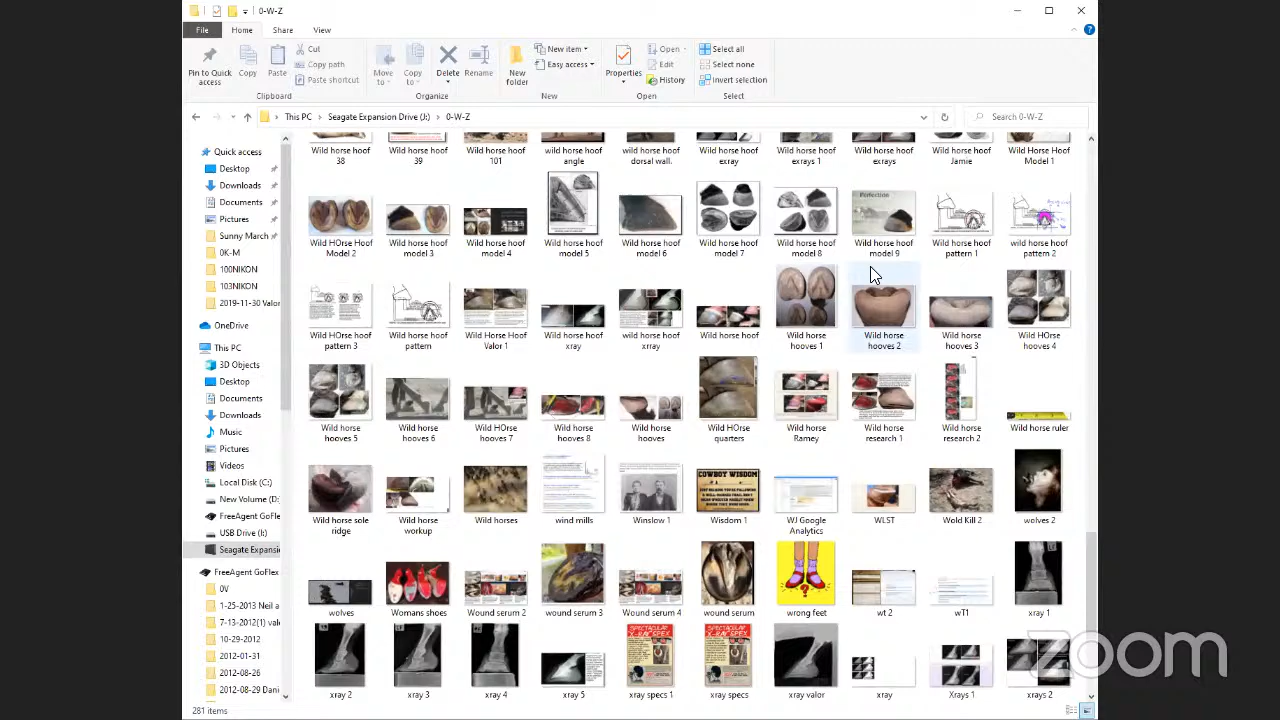 0-W-Z
File Home Share View
Pin to Quick access
Copy
Paste
Cut
Copy path
Paste shortcut
Clipboard
Move to
Copy to
Delete
Rename
Organize
New folder
New item
Easy access
New
Properties
Open
Edit
History
Open
Select all
Select none
Invert selection
Select
This PC > Seagate Expansion Drive (J:) > 0-W-Z
Search 0-W-Z
Quick access
Desktop
Downloads
Documents
Pictures
Sunny March
0K-M
100NIKON
103NIKON
2019-11-30 Valor
OneDrive
This PC
3D Objects
Desktop
Documents
Downloads
Music
Pictures
Videos
Local Disk (C:)
New Volume (D:
FreeAgent GoFle
USB Drive (I:)
Seagate Expansi
FreeAgent GoFlex
0V
1-25-03 Neil a
7-13-2012(1) valo
10-29-2012
2012-01-31
2012-08-26
2012-08-29 Dani
Wild horse hoof 38
Wild horse hoof 39
Wild horse hoof 101
wild horse hoof angle
wild horse hoof dorsal wall.
Wild horse hoof exray
Wild horse hoof exrays 1
Wild horse hoof exrays
Wild horse hoof Jamie
Wild Horse Hoof Model 1
Wild HOrse Hoof Model 2
Wild horse hoof model 3
Wild horse hoof model 4
Wild horse hoof model 5
Wild horse hoof model 6
Wild horse hoof model 7
Wild horse hoof model 8
Perfection
Wild horse hoof model 9
Wild horse hoof pattern 1
wild horse hoof pattern 2
Wild HOrse hoof pattern 3
Wild horse hoof pattern
Wild Horse Hoof Valor 1
Wild horse hoof xray
Wild horse hoof xrray
Wild horse hoof
Wild horse hooves 1
Wild horse hooves 2
Wild horse hooves 3
Wild HOrse hooves 4
Wild horse hooves 5
Wild horse hooves 6
Wild HOrse hooves 7
Wild horse hooves 8
Wild horse hooves
Wild HOrse quarters
Wild horse Ramey
Wild horse research 1
Wild horse research 2
Wild horse ruler
Wild horse sole ridge
Wild horse workup
Wild horses
wind mills
Winslow 1
COWBOY WISDOM
Wisdom 1
WJ Google Analytics
WLST
Wold Kill 2
wolves 2
wolves
Womans shoes
Wound serum 2
wound serum 3
Wound serum 4
wound serum
wrong feet
wt 2
wT1
xray 1
xray 2
xray 3
xray 4
xray 5
SPECTACULAR X-RAY SPEX
xray specs 1
SPECTACULAR X-RAY SPEX
xray specs
xray valor
xray
Xrays 1
xrays 2
281 items
zoom